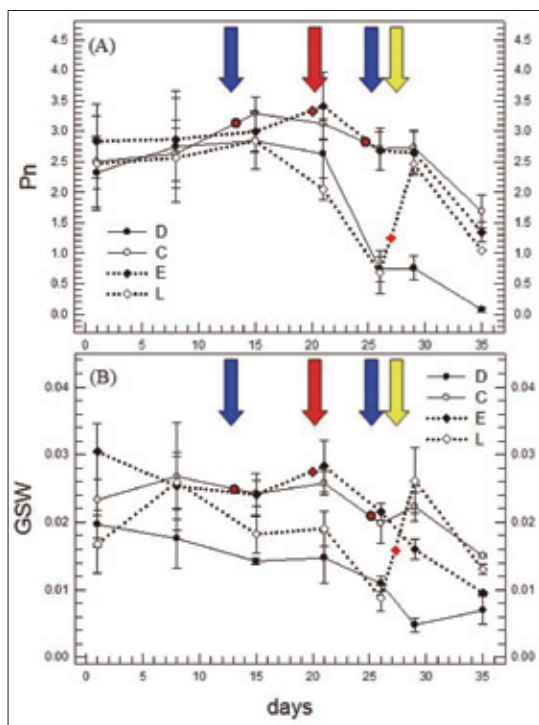 (A)
4.5 4.5
4.0 4.0
3.5 3.5
3.0 3.0
2.5 2.5
2.0 2.0
1.5 1.5
1.0 1.0
0.5 0.5
0.0 0.0
Pn
D
C
E
L
0 5 10 15 20 25 30 35
(B)
0.04 0.04
0.03 0.03
0.02 0.02
0.01 0.01
0.00 0.00
GSW
D
C
E
L
0 5 10 15 20 25 30 35
days